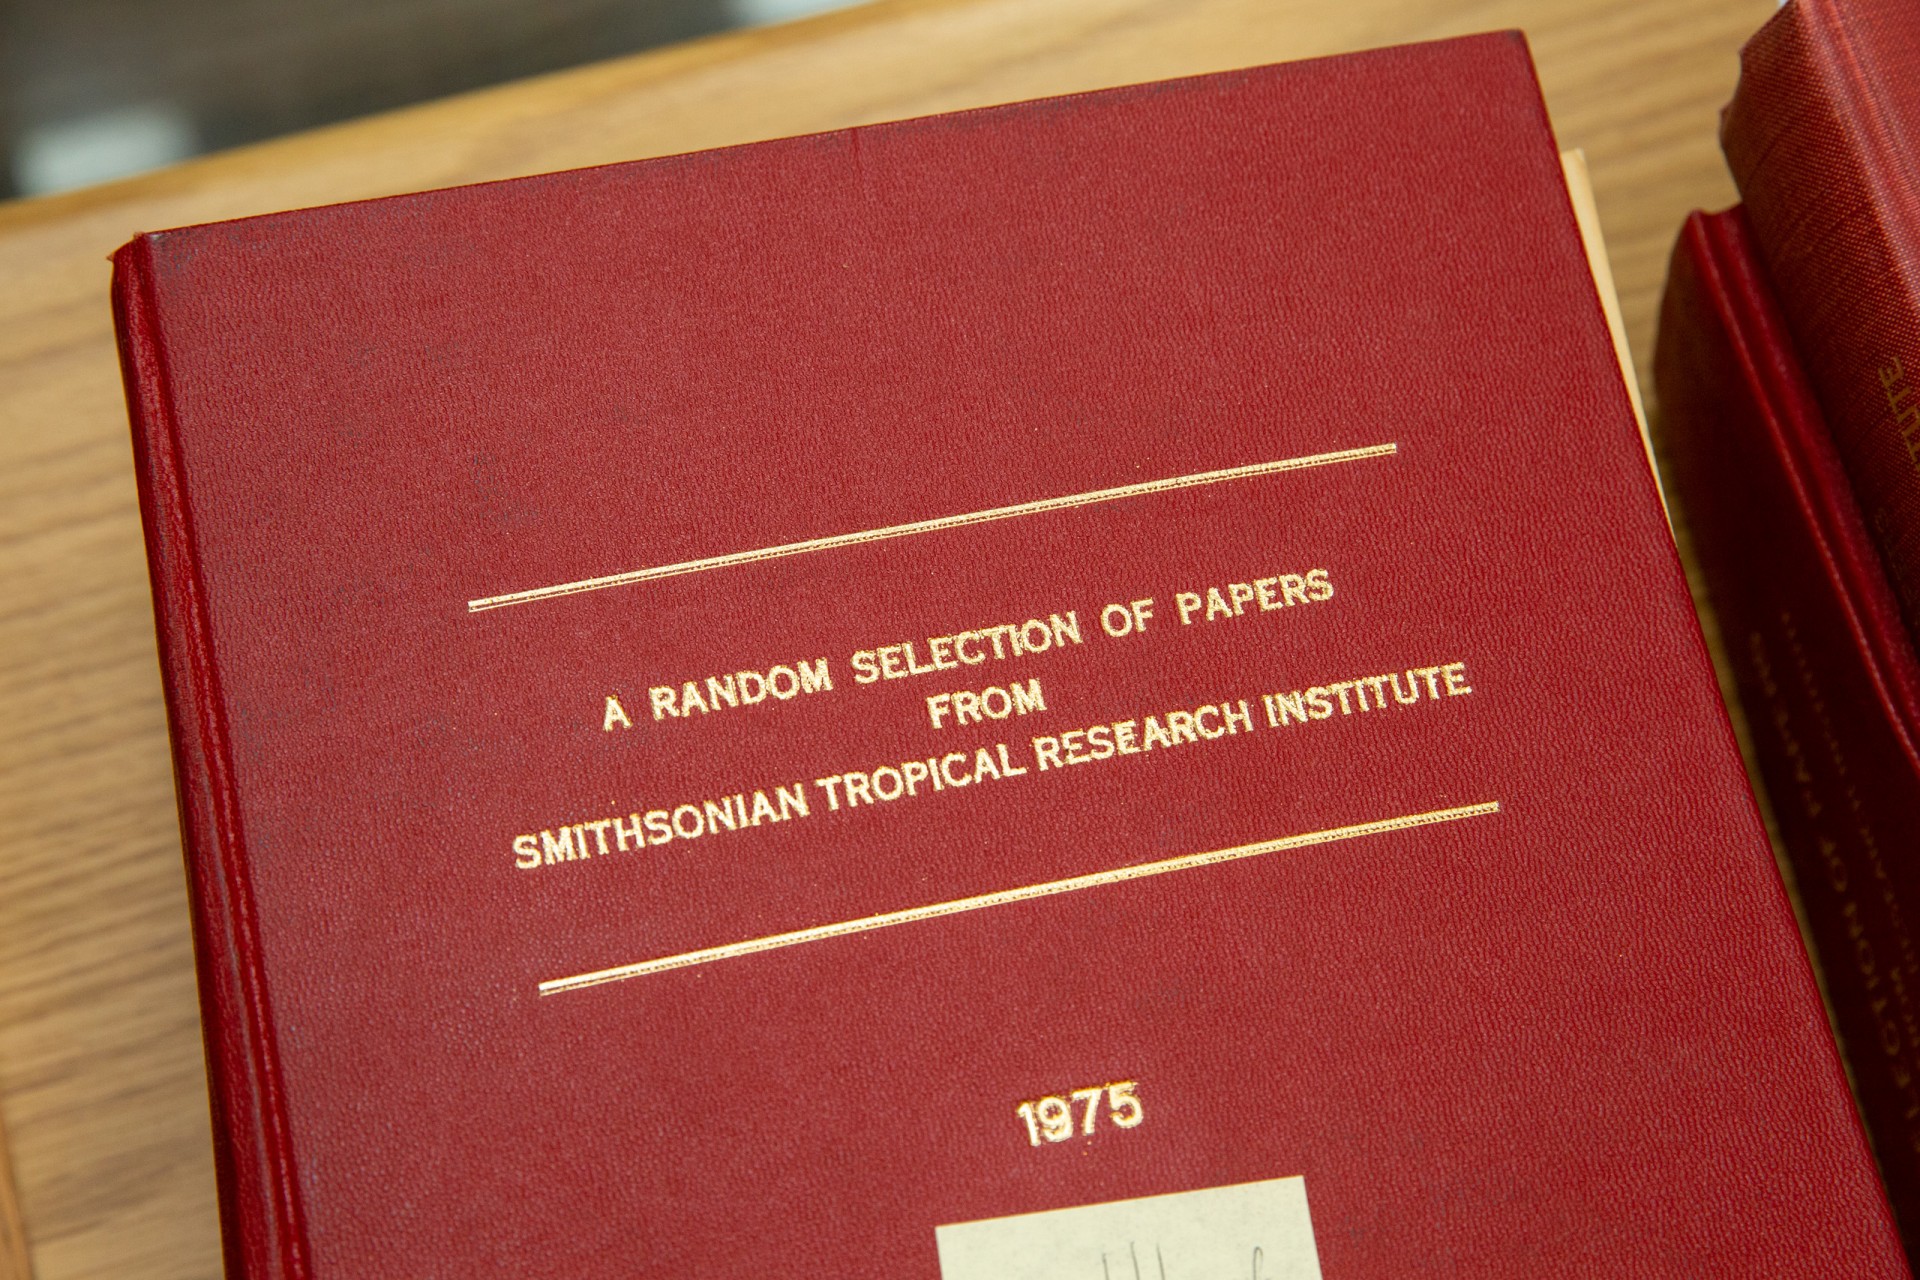 A RANDOM SELECTION OF PAPERS
FROM
SMITHSONIAN TROPICAL RESEARCH INSTITUTE
1975